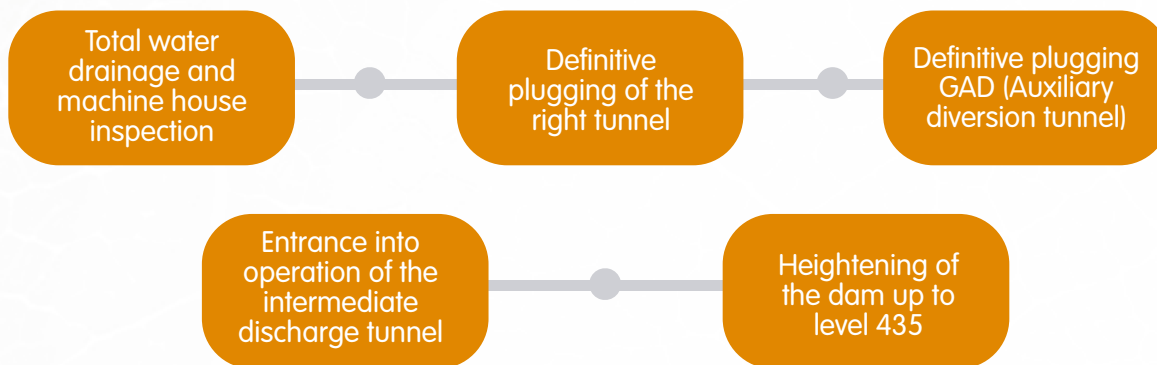 Total water
drainage and
machine house
inspection
Definitive
plugging of the
right tunnel
Definitive plugging
GAD (Auxiliary
diversion tunnel)
Entrance into
operation of the
intermediate
discharge tunnel
Heightening of
the dam up to
level 435